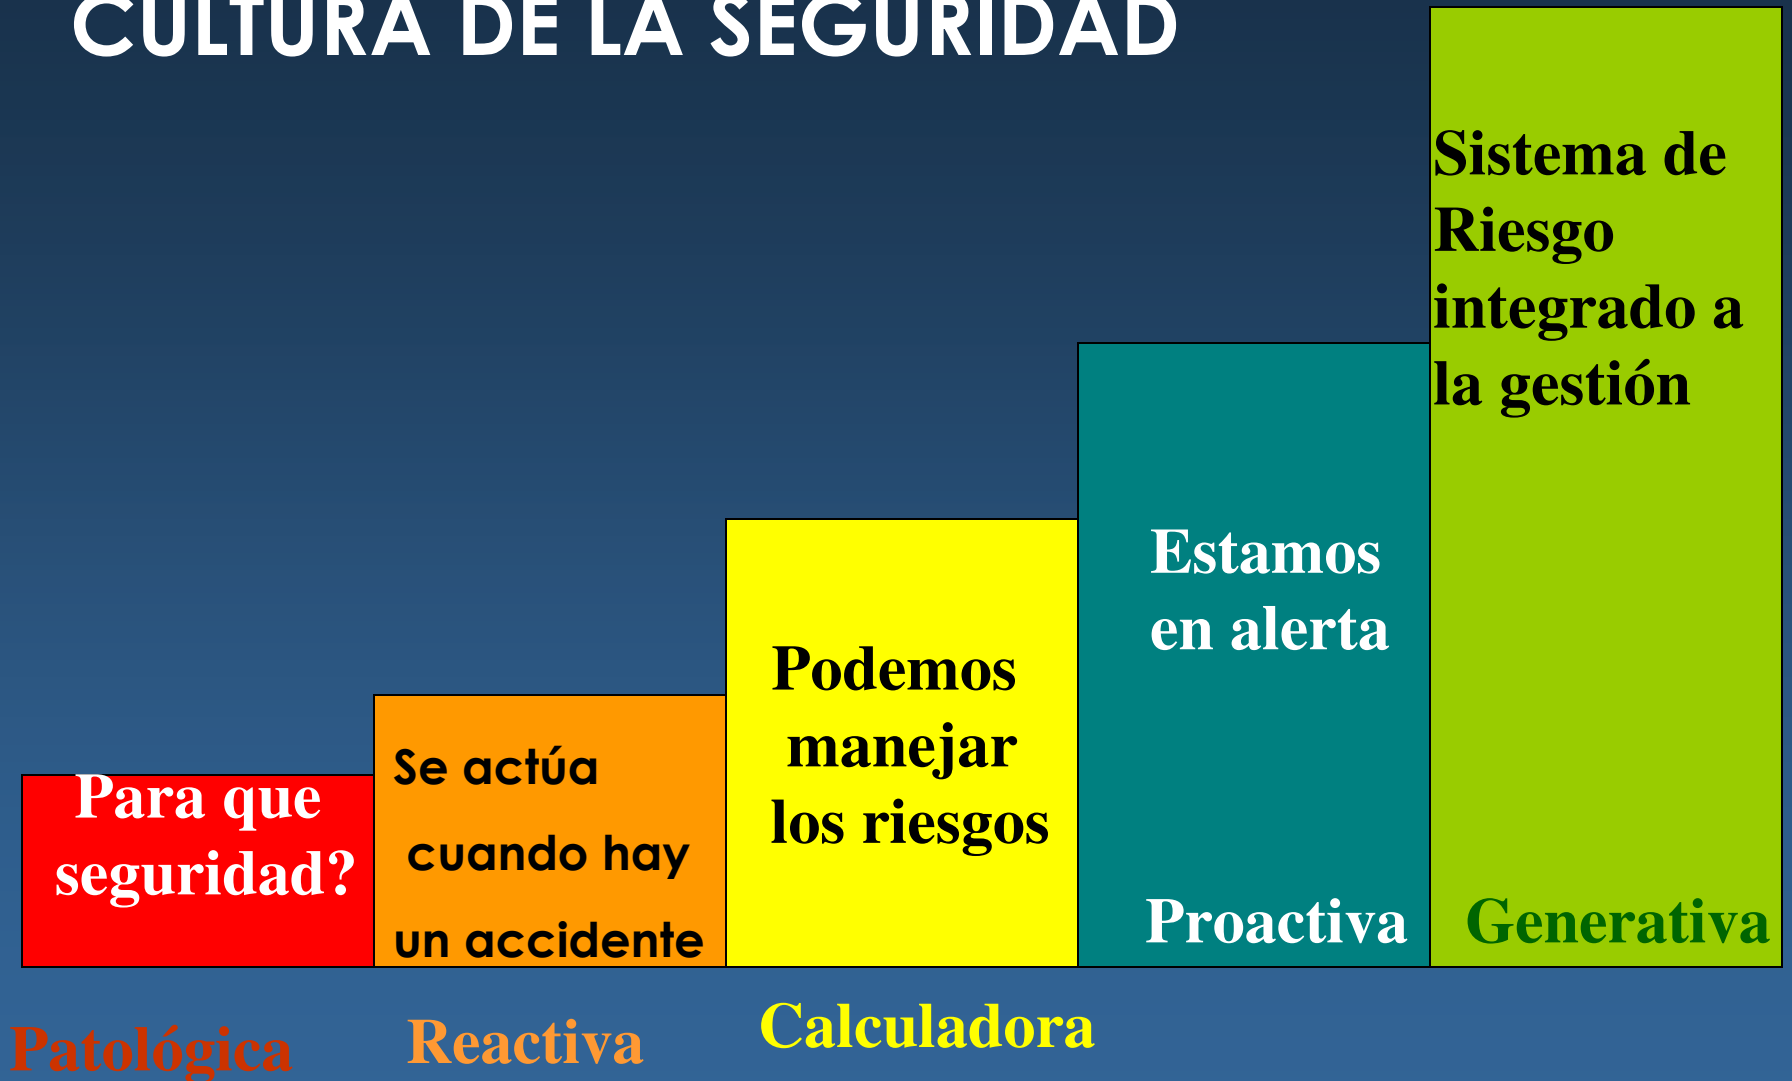 CULTURA DE LA SEGURIDAD
Para que
seguridad?
Patológica
Se actúa
cuando hay
un accidente
Reactiva
Podemos
manejar
los riesgos
Calculadora
Estamos
en alerta
Proactiva
Sistema de
Riesgo
integrado a
la gestión
Generativa